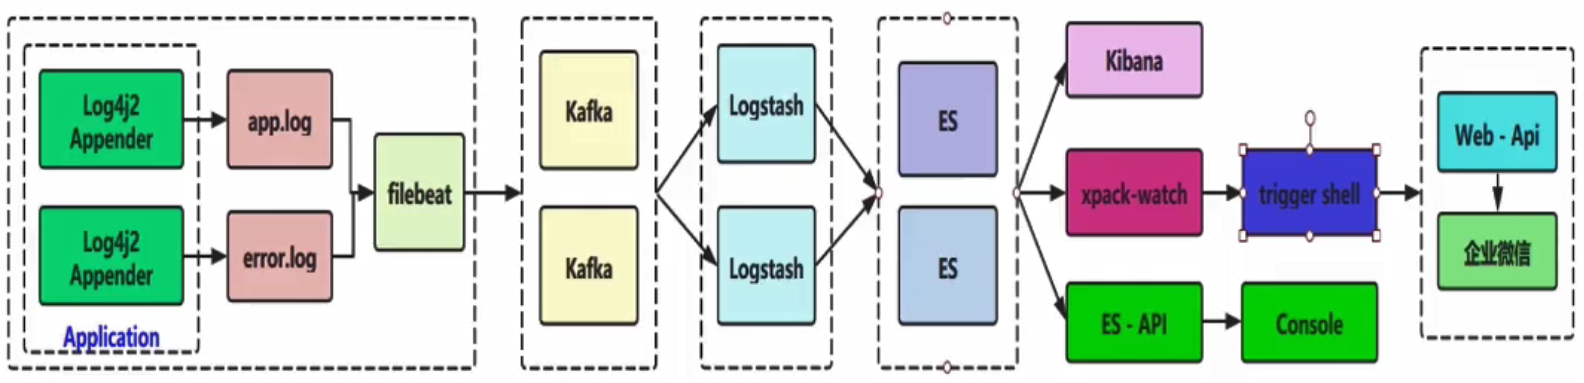 Log4j2
Appender
app.log
Log4j2
Appender
error.log
Application
filebeat
Kafka
Kafka
Logstash
Logstash
ES
ES
Kibana
xpack-watch
trigger shell
ES - API
Console
Web - Api
企业微信